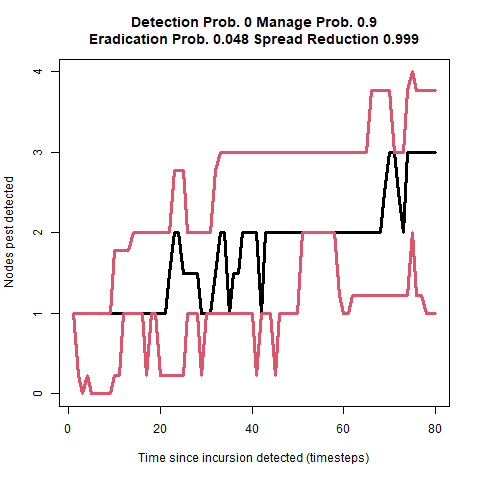 Detection Prob. 0 Manage Prob. 0.9
Eradication Prob. 0.048 Spread Reduction 0.999
4
3
2
1
0
Nodes pest detected
0 20 40 60 80
Time since incursion detected (timesteps)